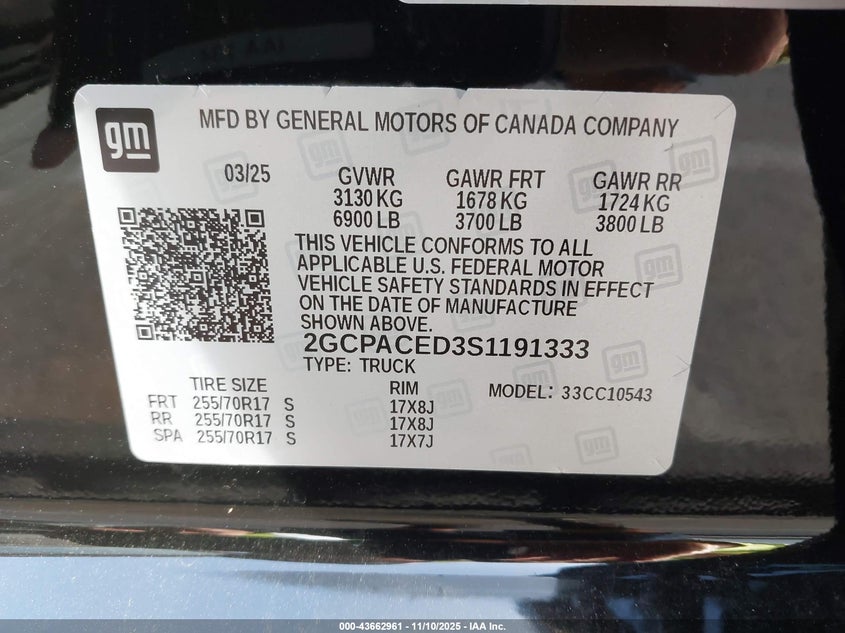 gm
MFD BY GENERAL MOTORS OF CANADA COMPANY
03/25 GVWR GAWR FRT GAWR RR
3130 KG 1678 KG 1724 KG
6900 LB 3700 LB 3800 LB
THIS VEHICLE CONFORMS TO ALL
APPLICABLE U.S. FEDERAL MOTOR
VEHICLE SAFETY STANDARDS IN EFFECT
ON THE DATE OF MANUFACTURE
SHOWN ABOVE.
2GCPACED3S1191333
TYPE: TRUCK
TIRE SIZE RIM MODEL: 33CC10543
FRT 255/70R17 S 17X8J
RR 255/70R17 S 17X8J
SPA 255/70R17 S 17X7J
000-43662961 - 11/10/2025 - IAA Inc.